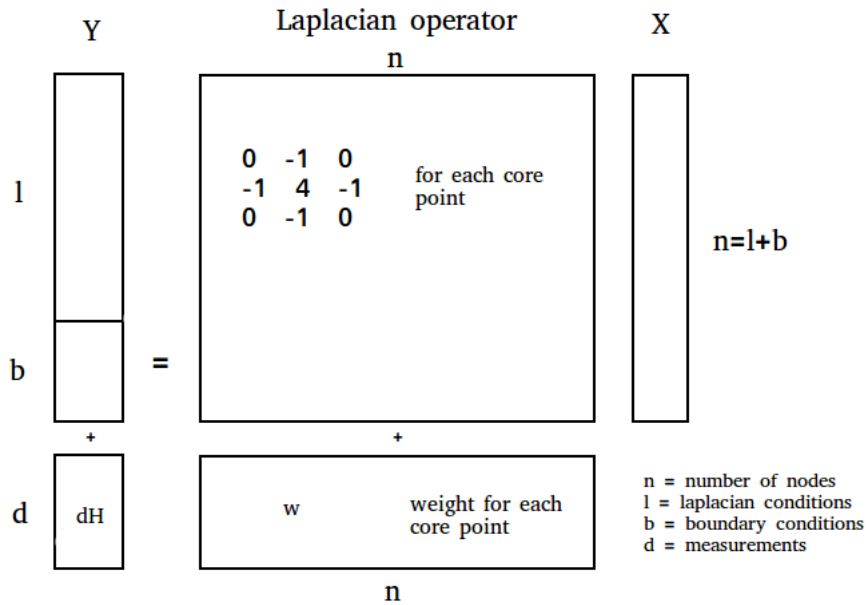 Y
Laplacian operator
X
n
l
0 -1 0
-1 4 -1
0 -1 0
for each core
point
n=l+b
b
=
+
+
d
dH
w
weight for each
core point
n
n = number of nodes
l = laplacian conditions
b = boundary conditions
d = measurements